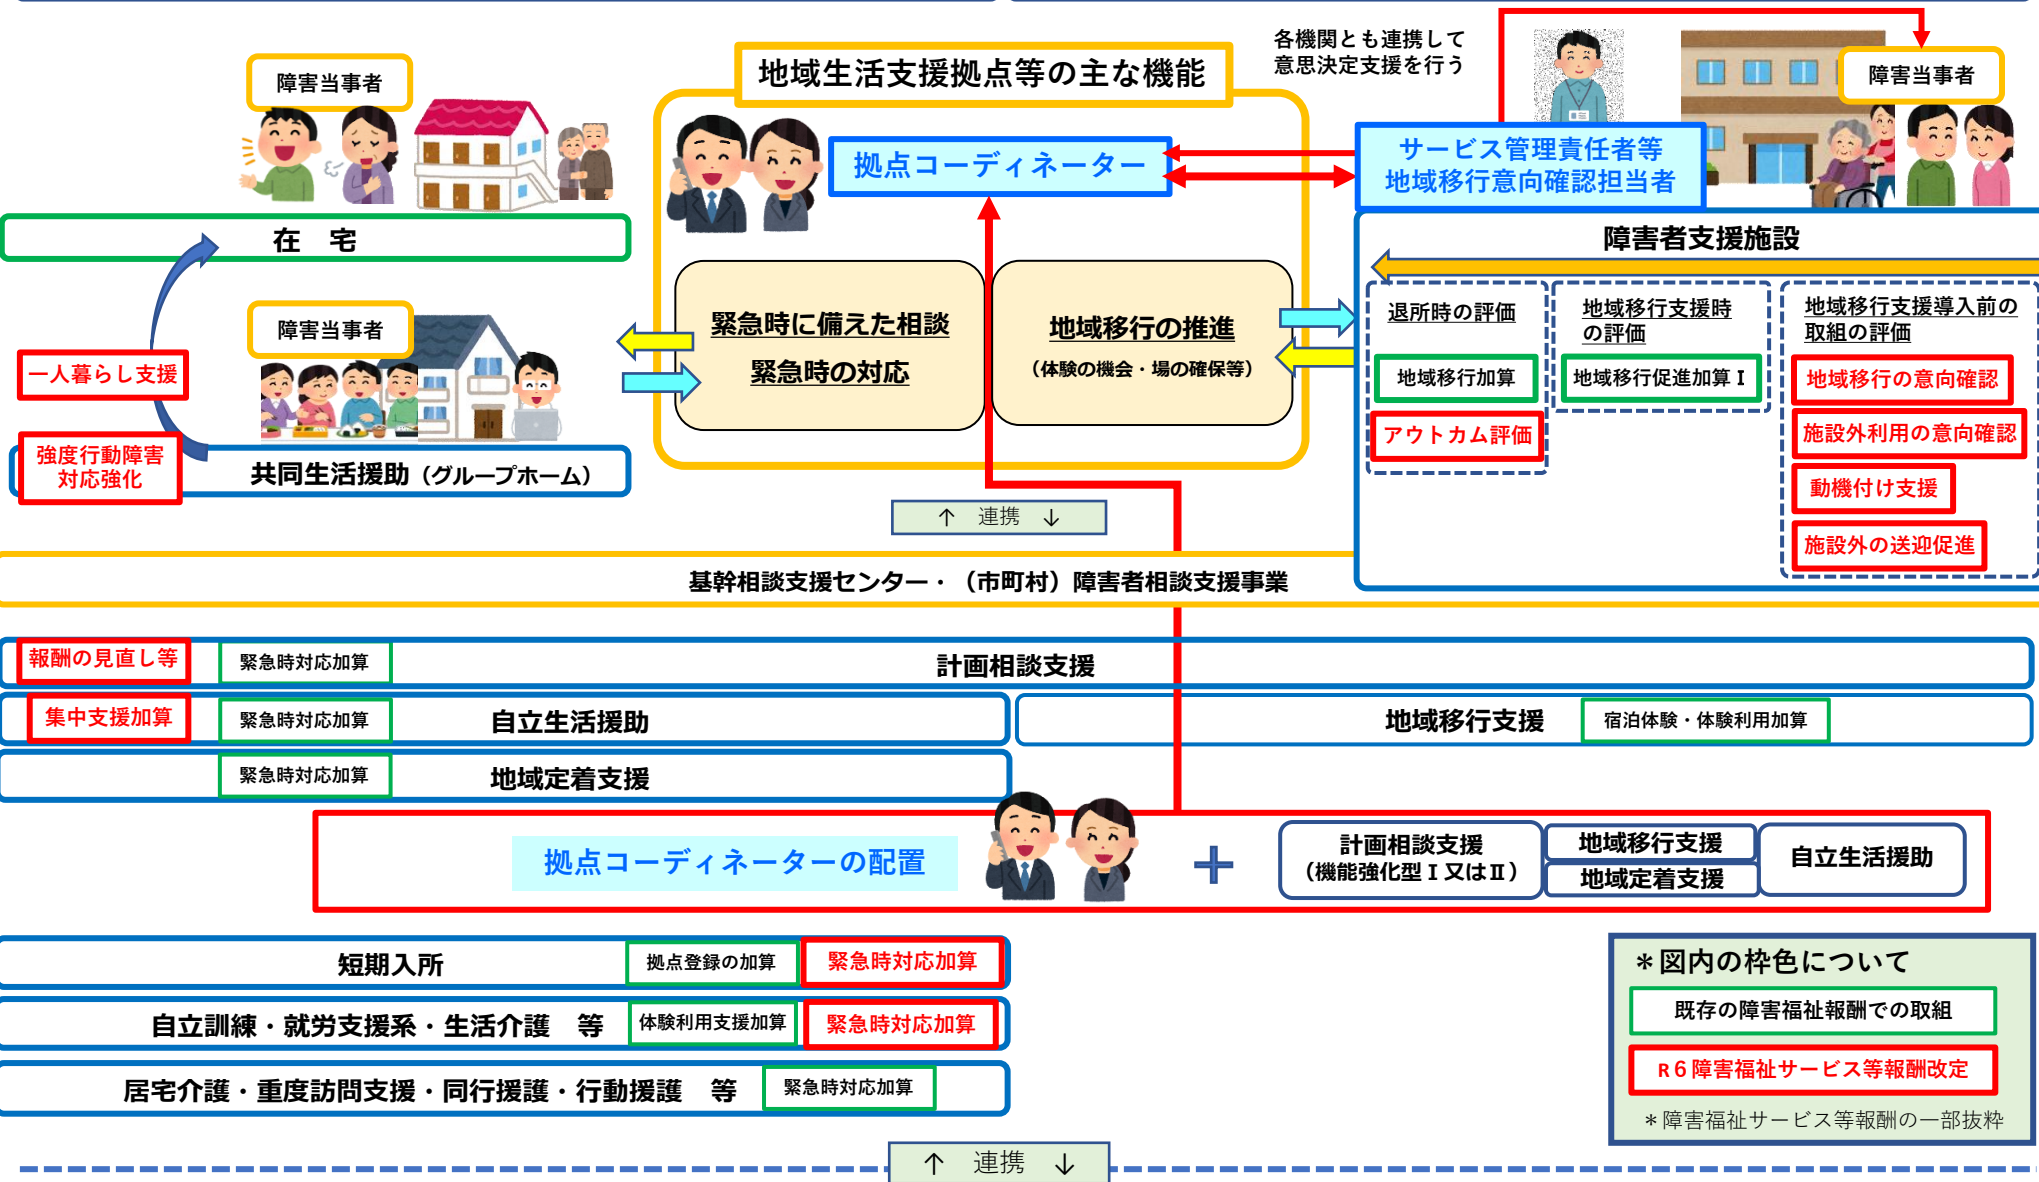 障害当事者
地域生活支援拠点等の主な機能
各機関とも連携して
意思決定支援を行う
障害当事者
拠点コーディネーター
サービス管理責任者等
地域移行意向確認担当者
在　宅
障害者支援施設
障害当事者
一人暮らし支援
強度行動障害
対応強化
共同生活援助（グループホーム）
緊急時に備えた相談
緊急時の対応
地域移行の推進
（体験の機会・場の確保等）
退所時の評価
地域移行加算
アウトカム評価
地域移行支援時
の評価
地域移行促進加算Ⅰ
地域移行支援導入前の
取組の評価
地域移行の意向確認
施設外利用の意向確認
動機付け支援
施設外の送迎促進
↑　連携　↓
基幹相談支援センター・（市町村）障害者相談支援事業
報酬の見直し等
緊急時対応加算
計画相談支援
集中支援加算
緊急時対応加算
自立生活援助
地域移行支援
宿泊体験・体験利用加算
緊急時対応加算
地域定着支援
拠点コーディネーターの配置
＋
計画相談支援
（機能強化型Ⅰ又はⅡ）
地域移行支援
地域定着支援
自立生活援助
短期入所
拠点登録の加算
緊急時対応加算
自立訓練・就労支援系・生活介護　等
体験利用支援加算
緊急時対応加算
居宅介護・重度訪問支援・同行援護・行動援護　等
緊急時対応加算
＊図内の枠色について
既存の障害福祉報酬での取組
R６障害福祉サービス等報酬改定
＊障害福祉サービス等報酬の一部抜粋
↑　連携　↓